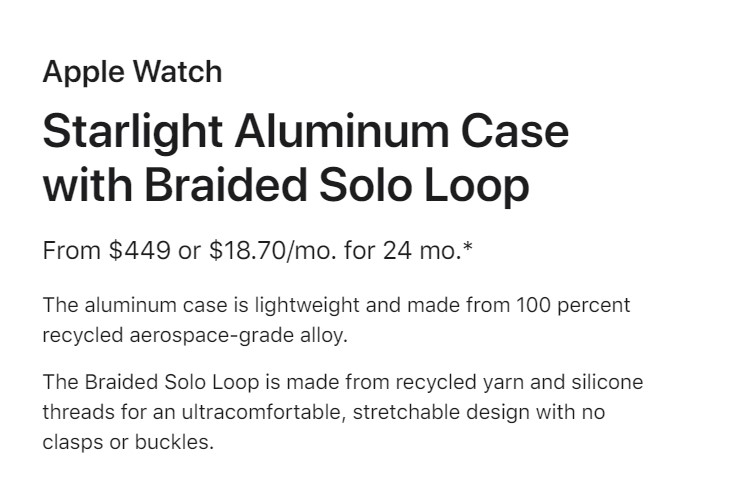 Apple Watch
Starlight Aluminum Case
with Braided Solo Loop
From $449 or $18.70/mo. for 24 mo.*
The aluminum case is lightweight and made from 100 percent
recycled aerospace-grade alloy.
The Braided Solo Loop is made from recycled yarn and silicone
threads for an ultracomfortable, stretchable design with no
clasps or buckles.